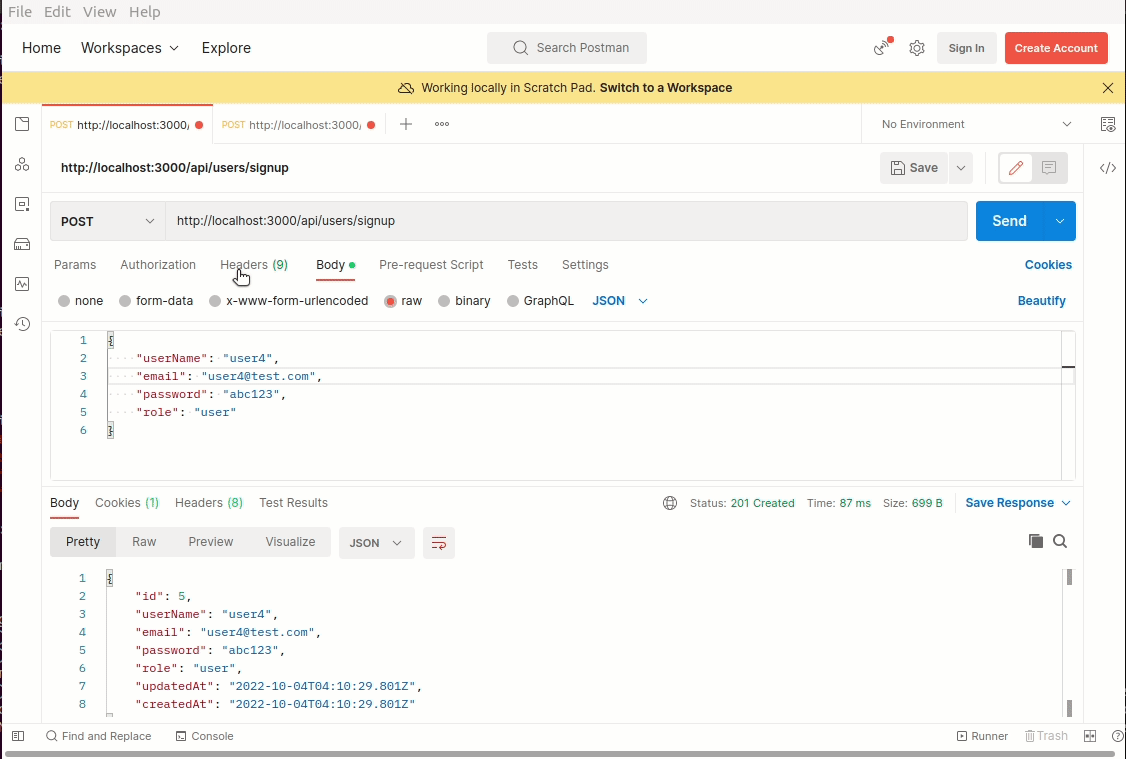 File Edit View Help
Home Workspaces Explore Search Postman Sign In Create Account
Working locally in Scratch Pad. Switch to a Workspace
POST http://localhost:3000/ POST http://localhost:3000/ No Environment
http://localhost:3000/api/users/signup Save
POST http://localhost:3000/api/users/signup Send
Params Authorization Headers (9) Body Pre-request Script Tests Settings Cookies
none form-data x-www-form-urlencoded raw binary GraphQL JSON Beautify
1 {
2 "userName": "user4",
3 "email": "user4@test.com",
4 "password": "abc123",
5 "role": "user"
6 }
Body Cookies (1) Headers (8) Test Results Status: 201 Created Time: 87 ms Size: 699 B Save Response
Pretty Raw Preview Visualize JSON
1 {
2 "id": 5,
3 "userName": "user4",
4 "email": "user4@test.com",
5 "password": "abc123",
6 "role": "user",
7 "updatedAt": "2022-10-04T04:10:29.801Z",
8 "createdAt": "2022-10-04T04:10:29.801Z"
Find and Replace Console Runner Trash